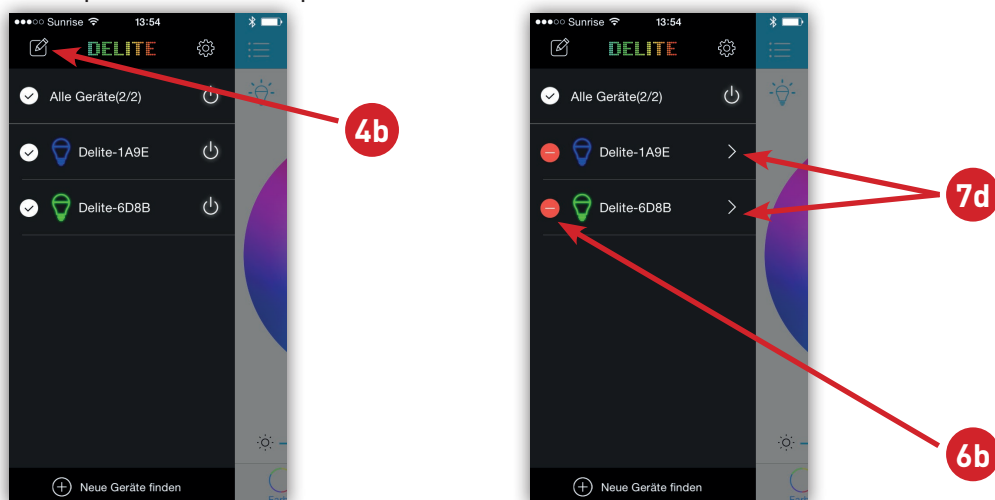 Sunrise 13:54
DELITE
Alle Geräte(2/2)
Delite-1A9E
Delite-6D8B
Neue Geräte finden
4b
Sunrise 13:54
DELITE
Alle Geräte(2/2)
Delite-1A9E
Delite-6D8B
Neue Geräte finden
7d
6b